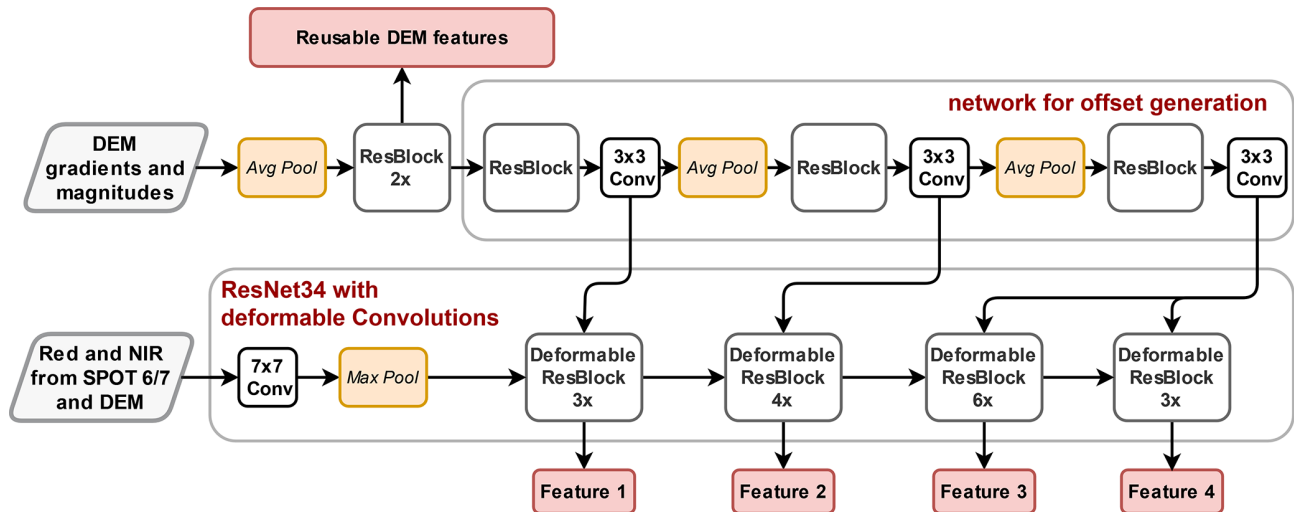 Reusable DEM features
network for offset generation
DEM
gradients and
magnitudes
Avg Pool
ResBlock
2x
ResBlock
3x3
Conv
Avg Pool
ResBlock
3x3
Conv
Avg Pool
ResBlock
3x3
Conv
ResNet34 with
deformable Convolutions
Red and NIR
from SPOT 6/7
and DEM
7x7
Conv
Max Pool
Deformable
ResBlock
3x
Deformable
ResBlock
4x
Deformable
ResBlock
6x
Deformable
ResBlock
3x
Feature 1
Feature 2
Feature 3
Feature 4